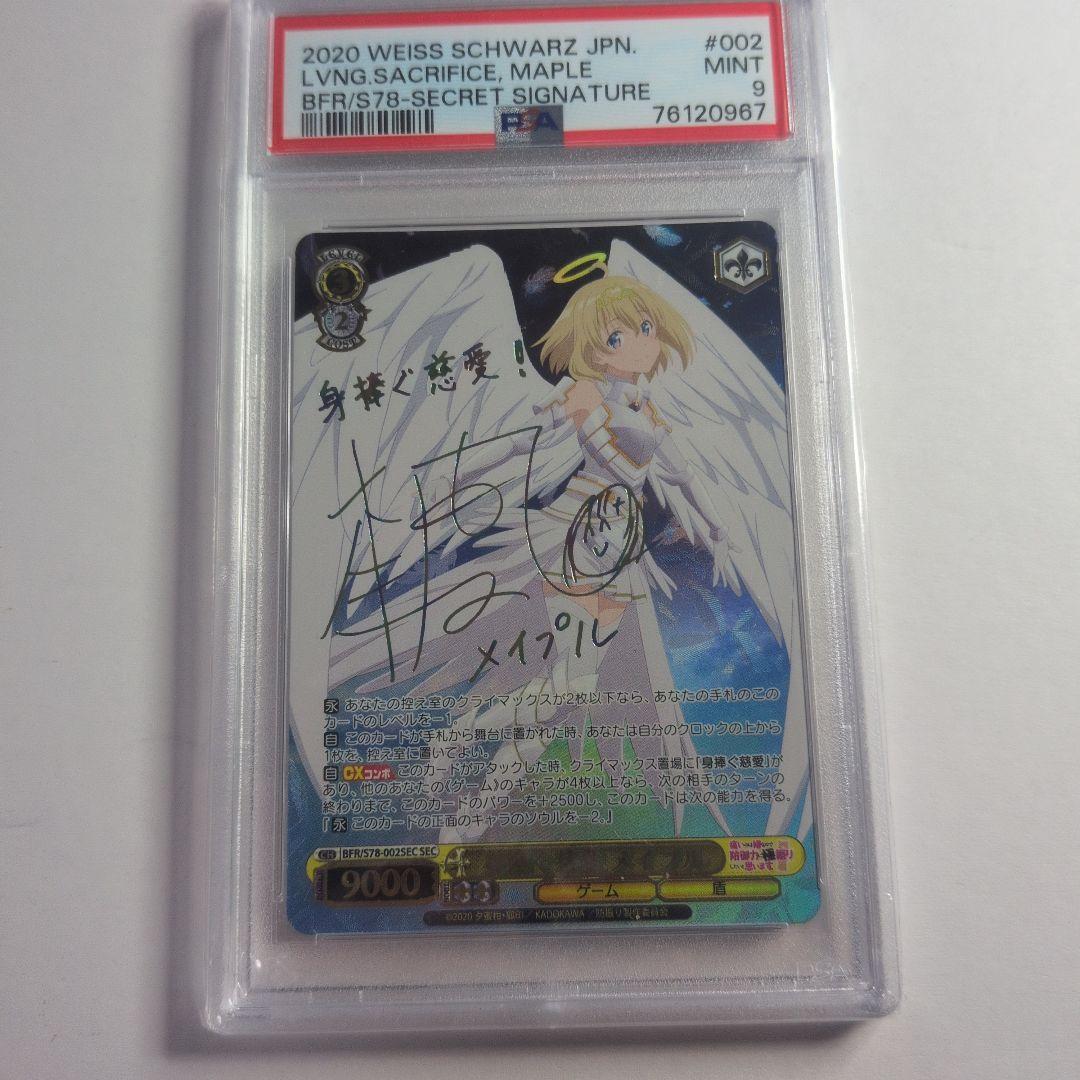 2020 WEISS SCHWARZ JPN. #002
LVNG.SACRIFICE, MAPLE MINT
BFR/S78-SECRET SIGNATURE 9
PSA 76120967
LEVEL
3
2
COST
身捧ぐ慈愛!
メイプル
永 あなたの控え室のクライマックスが2枚以下なら、あなたの手札のこの
カードのレベルを-1。
自 このカードが手札から舞台に置かれた時、あなたは自分のクロックの上から
1枚を、控え室に置いてよい。
自 CXコンボ このカードがアタックした時、クライマックス置場に「身捧ぐ慈愛」が
あり、他のあなたの《ゲーム》のキャラが4枚以上なら、次の相手のターンの
終わりまで、このカードのパワーを+2500し、このカードは次の能力を得る。
『永 このカードの正面のキャラのソウルを-2。』
CH BFR/S78-002SEC SEC
9000
ゲーム 盾
©2020 夕蜜柑・狐印/KADOKAWA/防振り製作委員会